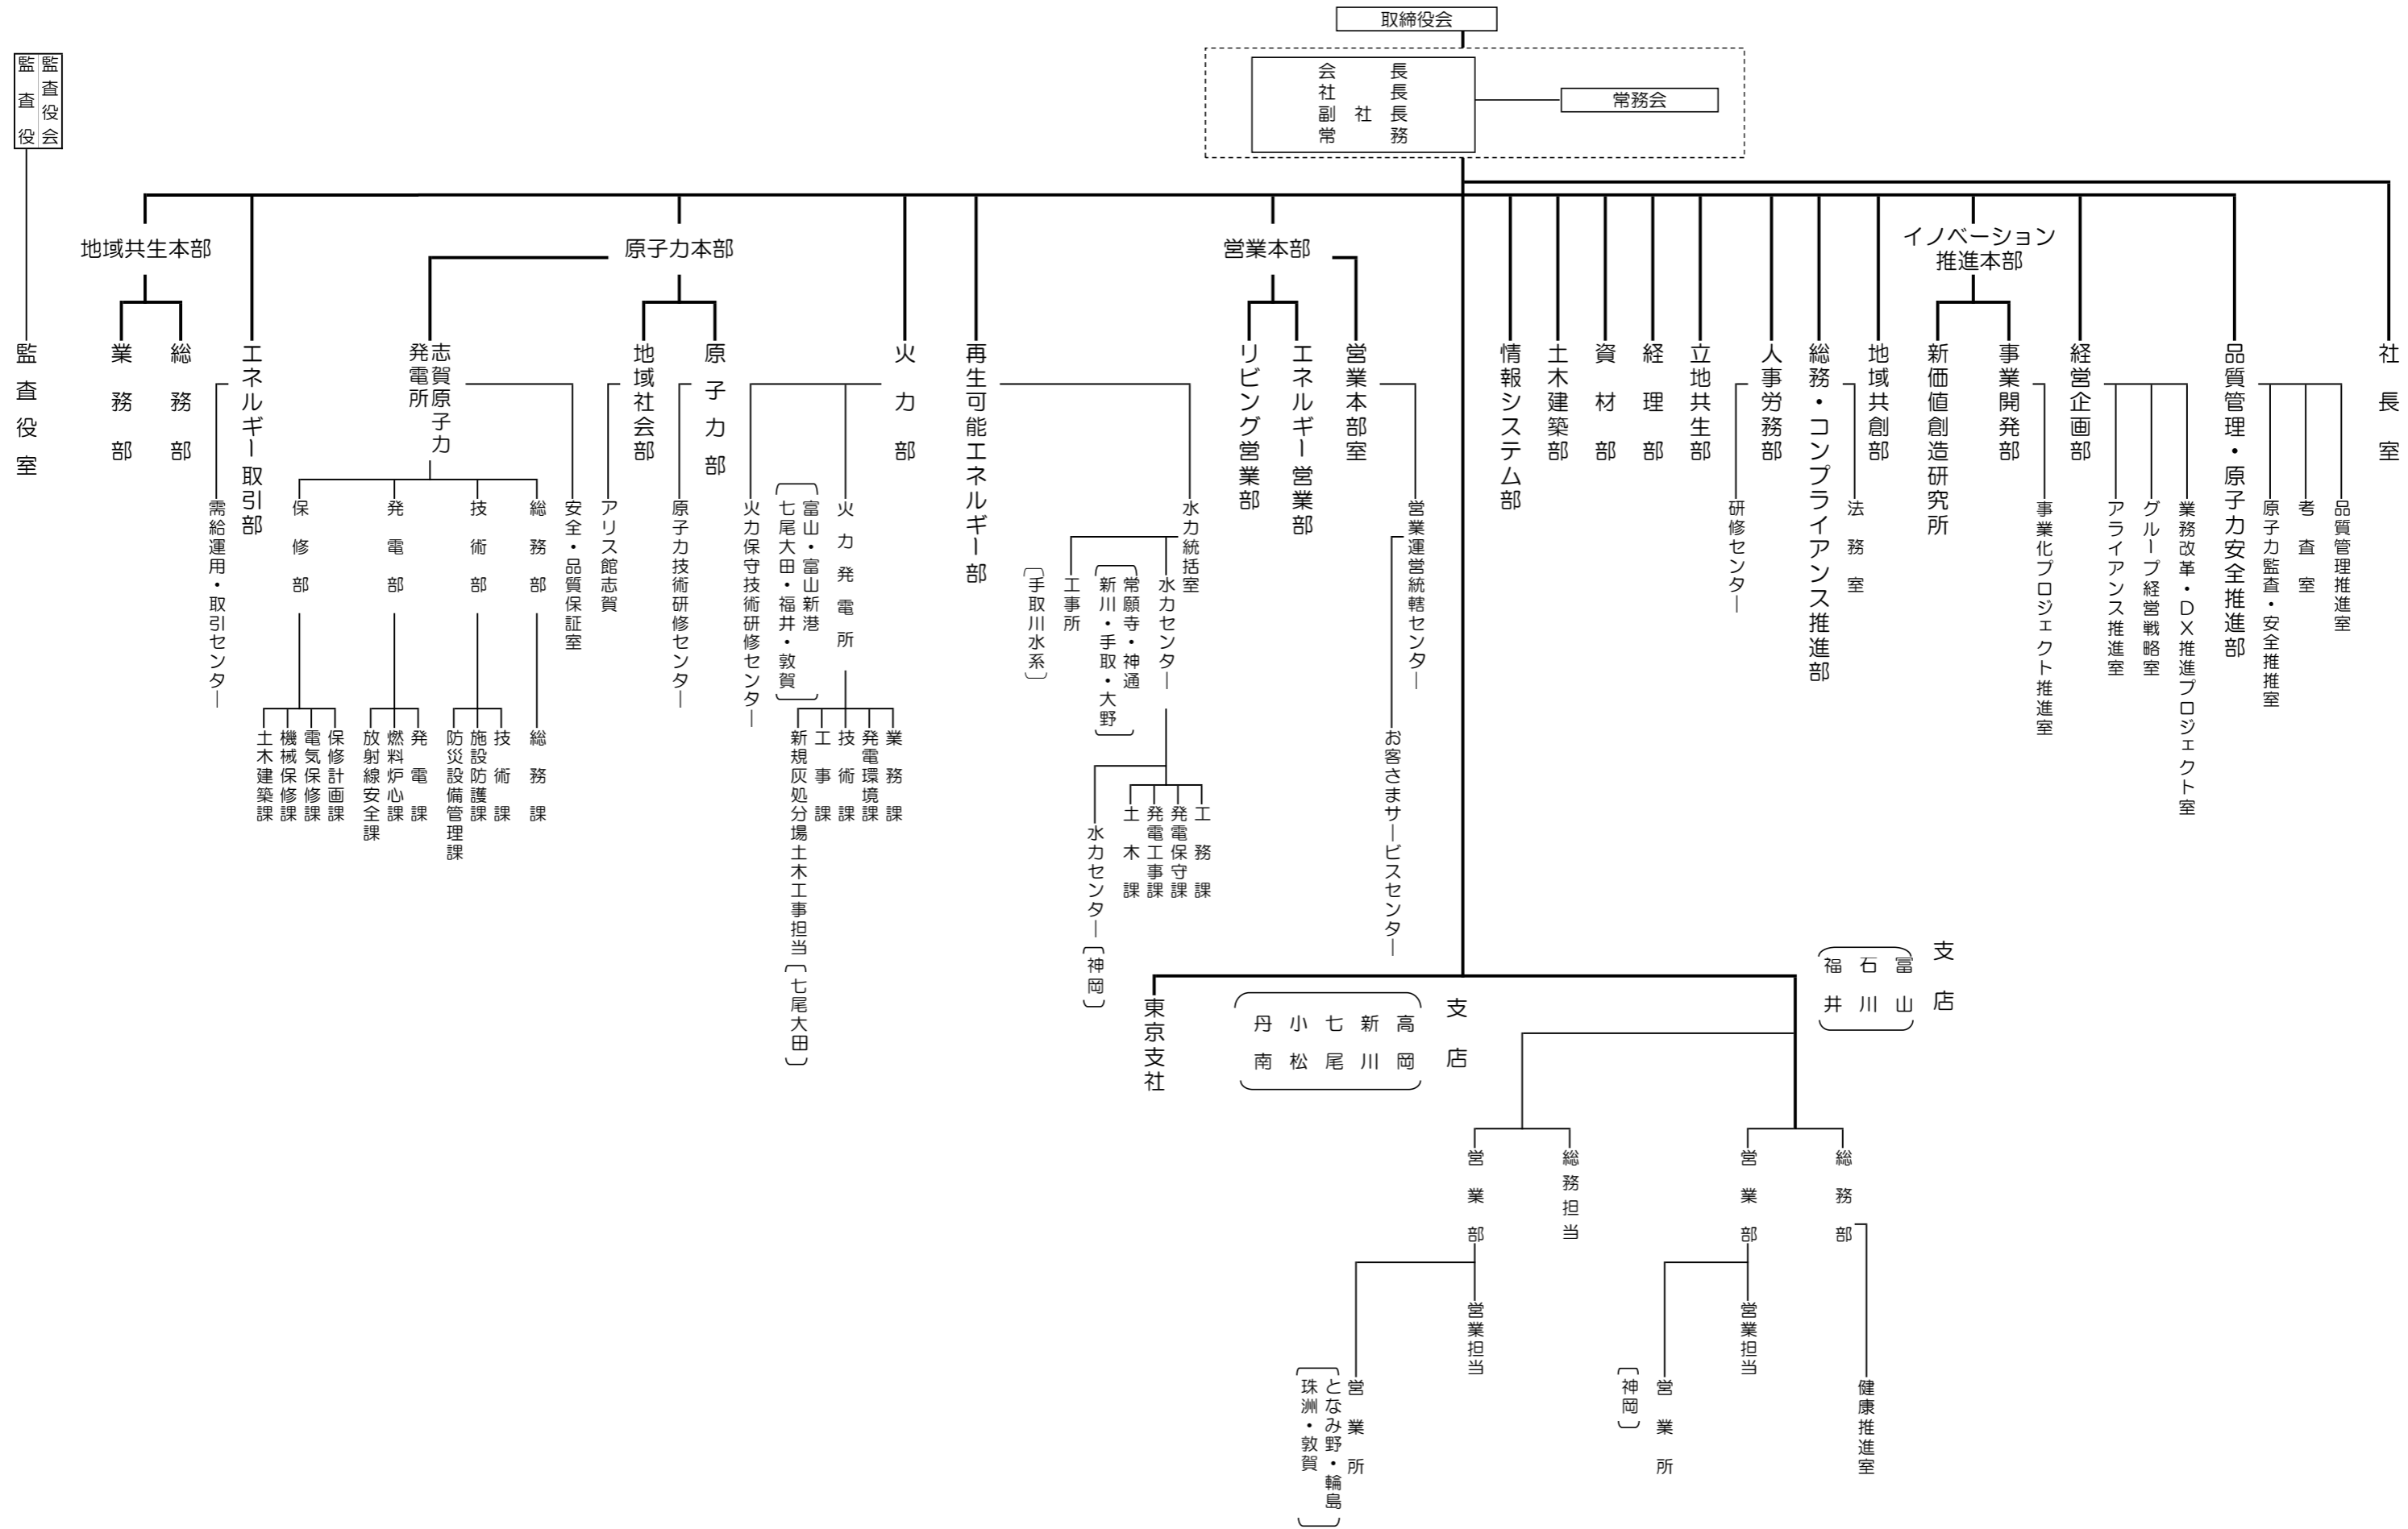 取締役会
会長
社長
副社長
常務
常務会
監査役会
監査役
監査役室
社長室
品質管理・原子力安全推進部
品質管理推進室
考査室
原子力監査・安全推進室
経営企画部
業務改革・DX推進プロジェクト室
グループ経営戦略室
アライアンス推進室
イノベーション
推進本部
事業開発部
事業化プロジェクト推進室
新価値創造研究所
地域共創部
総務・コンプライアンス推進部
法務室
人事労務部
研修センター
立地共生部
経理部
資材部
土木建築部
情報システム部
営業本部
営業本部室
営業運営統轄センター
お客さまサービスセンター
エネルギー営業部
リビング営業部
再生可能エネルギー部
水力統括室
水力センター
常願寺・神通
新川・手取・大野
工務課
発電保守課
発電工事課
土木課
水力センター〔神岡〕
工事所
〔手取川水系〕
火力部
火力発電所
富山・富山新港
七尾大田・福井・敦賀
業務課
発電環境課
技術課
工事課
新規灰処分場土木工事担当〔七尾大田〕
火力保守技術研修センター
原子力本部
原子力部
原子力技術研修センター
地域社会部
アリス館志賀
志賀原子力
発電所
安全・品質保証室
総務部
総務課
技術部
技術課
施設防護課
防災設備管理課
発電部
発電課
燃料炉心課
放射線安全課
保修部
保修計画課
電気保修課
機械保修課
土木建築課
エネルギー取引部
需給運用・取引センター
地域共生本部
総務部
業務部
支店
富山
石川
福井
総務部
健康推進室
営業部
営業担当
営業所
〔神岡〕
支店
高岡
新川
七尾
小松
丹南
総務担当
営業部
営業担当
営業所
となみ野・輪島
珠洲・敦賀
東京支社